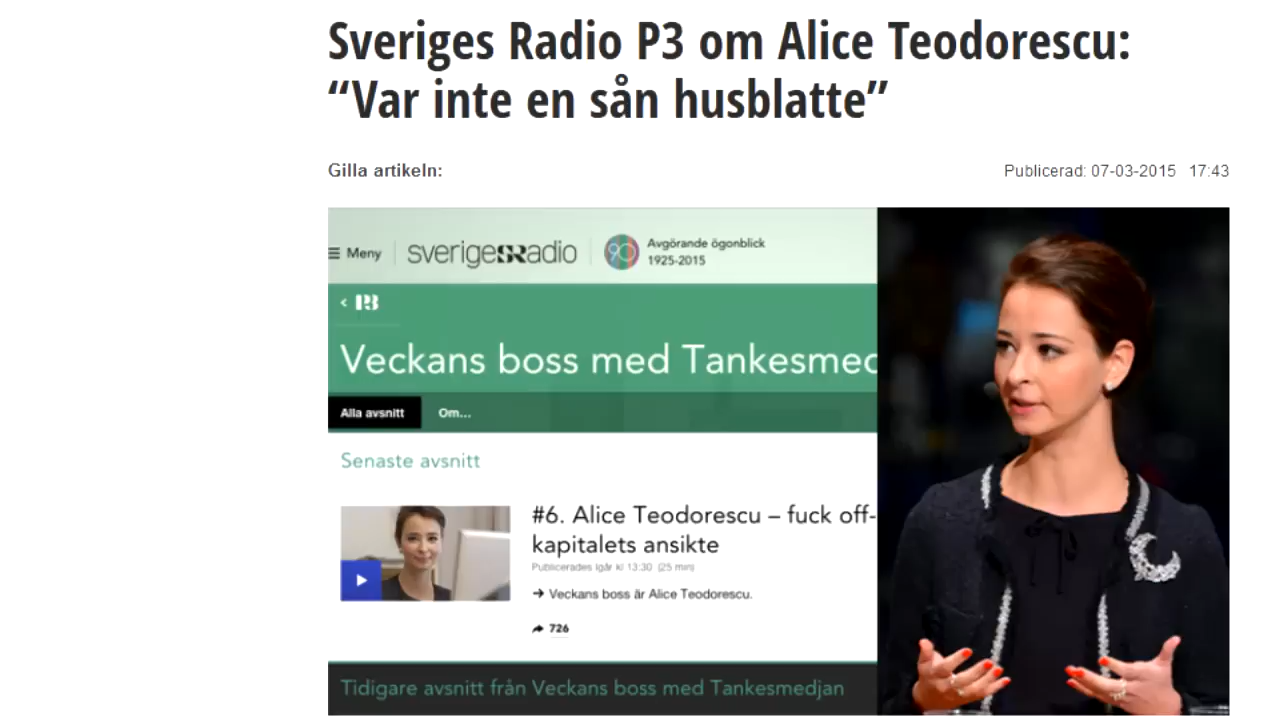 Sveriges Radio P3 om Alice Teodorescu:
“Var inte en sån husblatte”
Gilla artikeln:
Publicerad: 07-03-2015 17:43
Meny
sverigesRadio
90
Avgörande ögonblick
1925-2015
< P3
Veckans boss med Tankesmed
Alla avsnitt
Om...
Senaste avsnitt
#6. Alice Teodorescu – fuck off-
kapitalets ansikte
Publicerades igår kl 13:30 (25 min)
→ Veckans boss är Alice Teodorescu.
726
Tidigare avsnitt från Veckans boss med Tankesmedjan